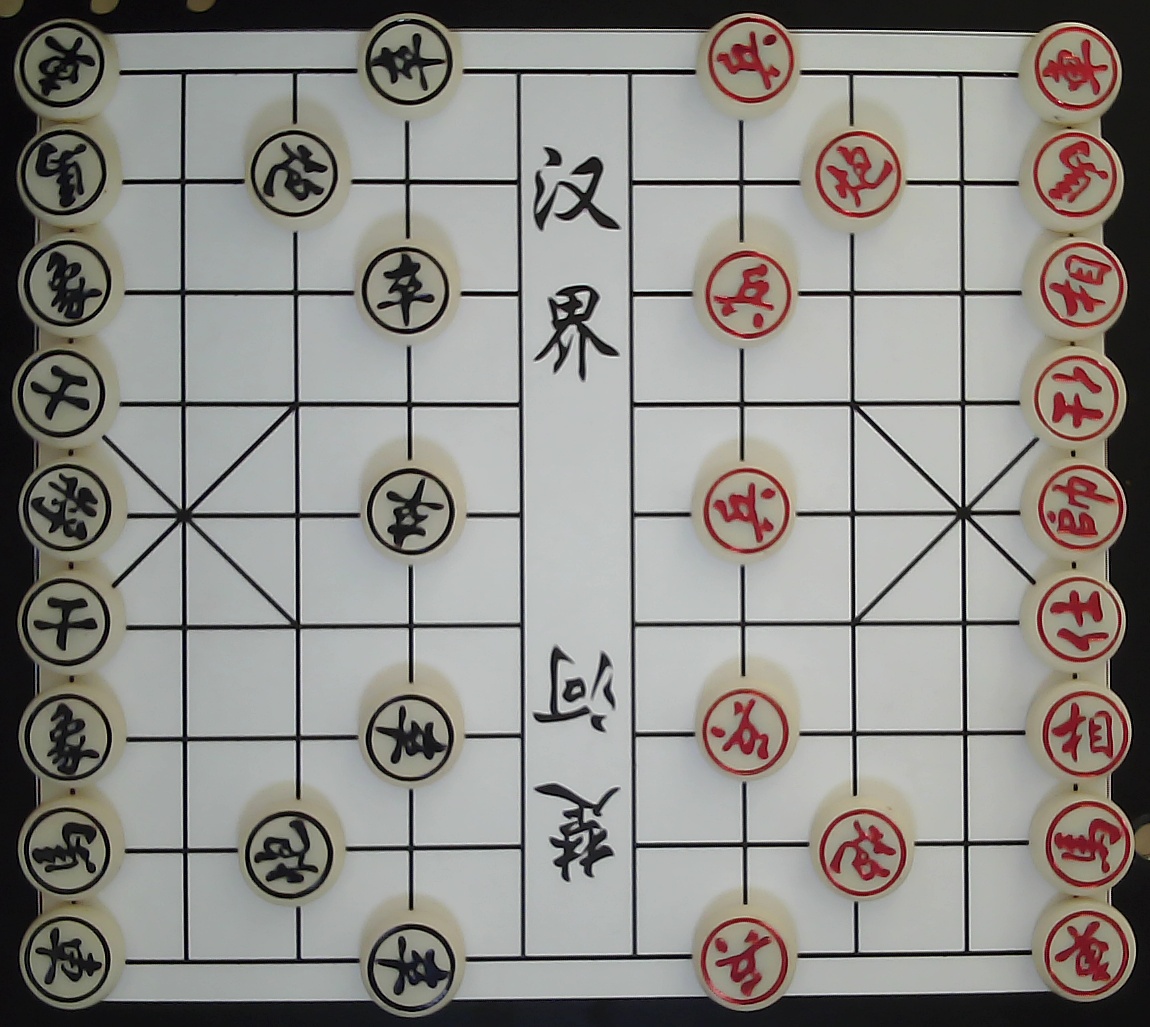 車 卒 兵 車
馬 砲 炮 馬
象 卒 兵 相
士 仕
將 卒 兵 帥
士 仕
象 卒 兵 相
馬 砲 炮 馬
車 卒 兵 車
汉界
楚河